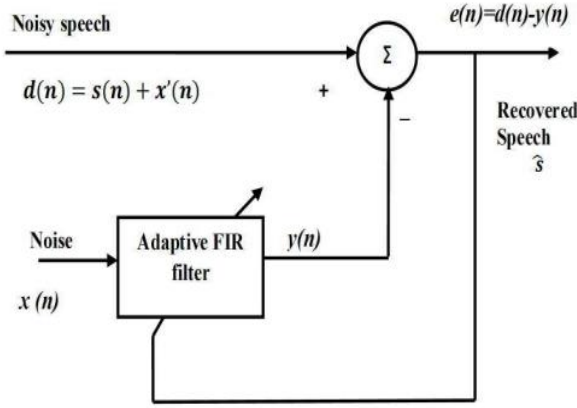 Noisy speech
e(n)=d(n)-y(n)
Σ
d(n) = s(n) + x'(n)
+
−
Recovered
Speech
ŝ
Noise
Adaptive FIR
filter
y(n)
x (n)